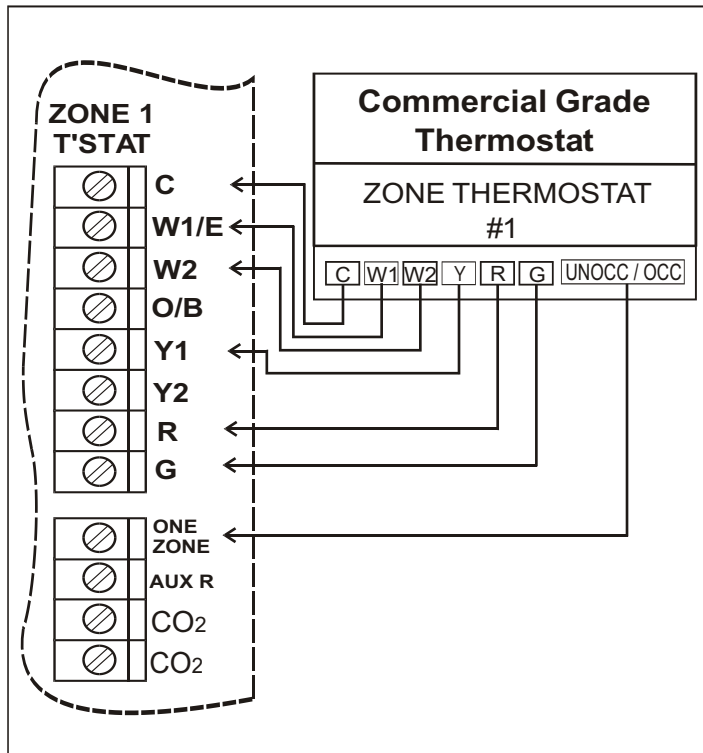 ZONE 1
T'STAT
C
W1/E
W2
O/B
Y1
Y2
R
G
ONE
ZONE
AUX R
CO2
CO2
Commercial Grade
Thermostat
ZONE THERMOSTAT
#1
C W1 W2 Y R G UNOCC / OCC